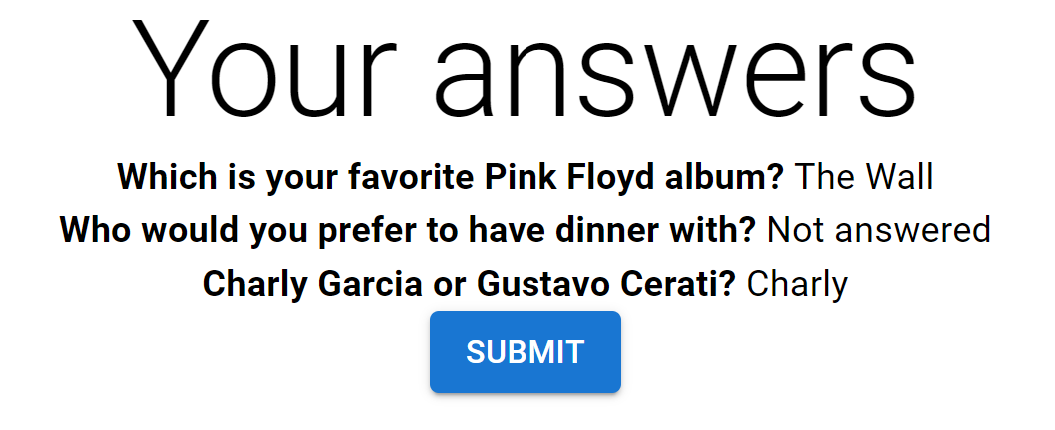 Your answers
Which is your favorite Pink Floyd album? The Wall
Who would you prefer to have dinner with? Not answered
Charly Garcia or Gustavo Cerati? Charly
SUBMIT